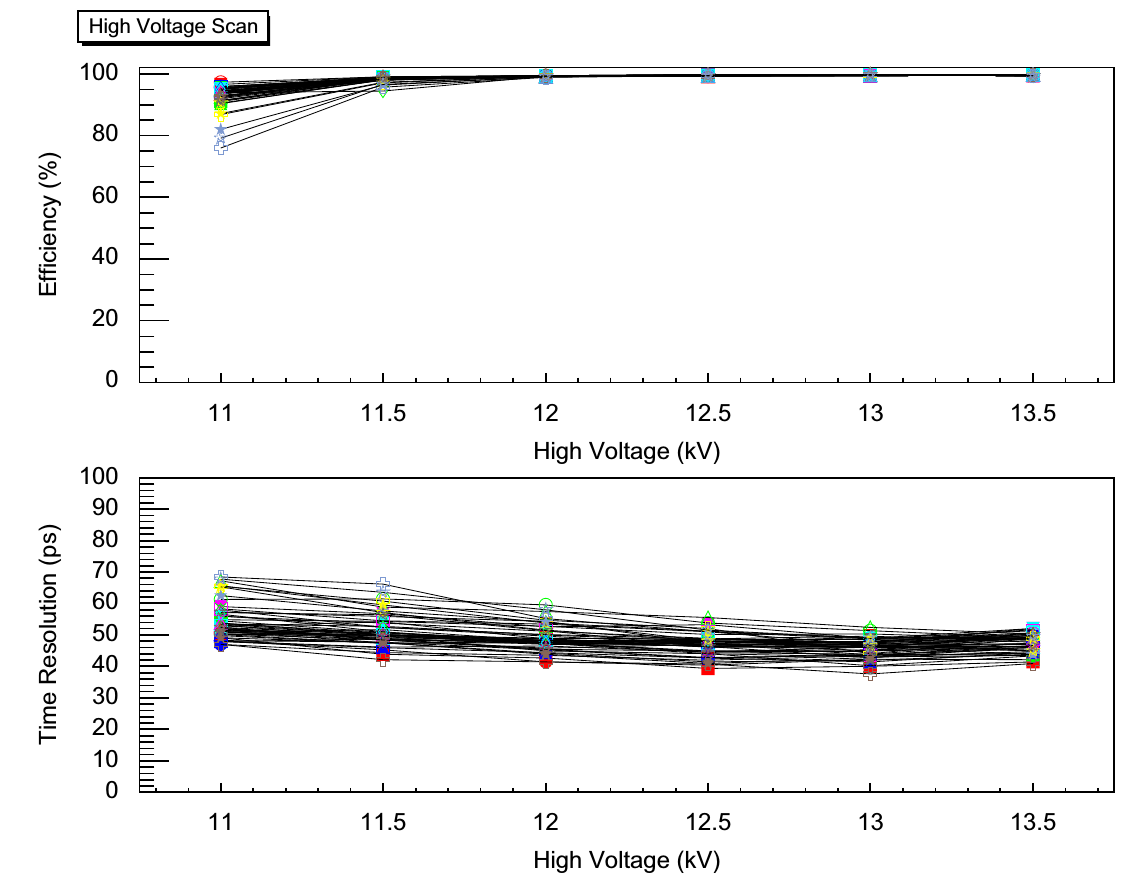 High Voltage Scan
100
80
60
40
20
0
Efficiency (%)
11 11.5 12 12.5 13 13.5
High Voltage (kV)
100
90
80
70
60
50
40
30
20
10
0
Time Resolution (ps)
11 11.5 12 12.5 13 13.5
High Voltage (kV)